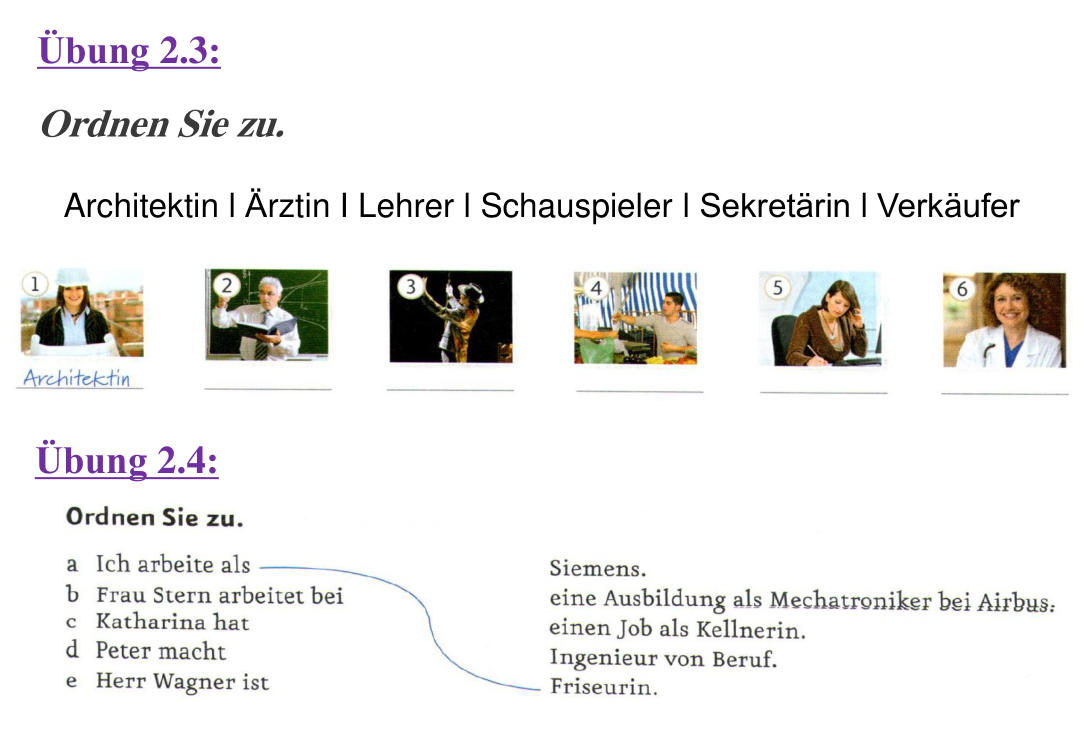 Übung 2.3:
Ordnen Sie zu.
Architektin I Ärztin I Lehrer I Schauspieler I Sekretärin I Verkäufer
1 2 3 4 5 6
Architektin
Übung 2.4:
Ordnen Sie zu.
a Ich arbeite als
b Frau Stern arbeitet bei
c Katharina hat
d Peter macht
e Herr Wagner ist
Siemens.
eine Ausbildung als Mechatroniker bei Airbus.
einen Job als Kellnerin.
Ingenieur von Beruf.
Friseurin.